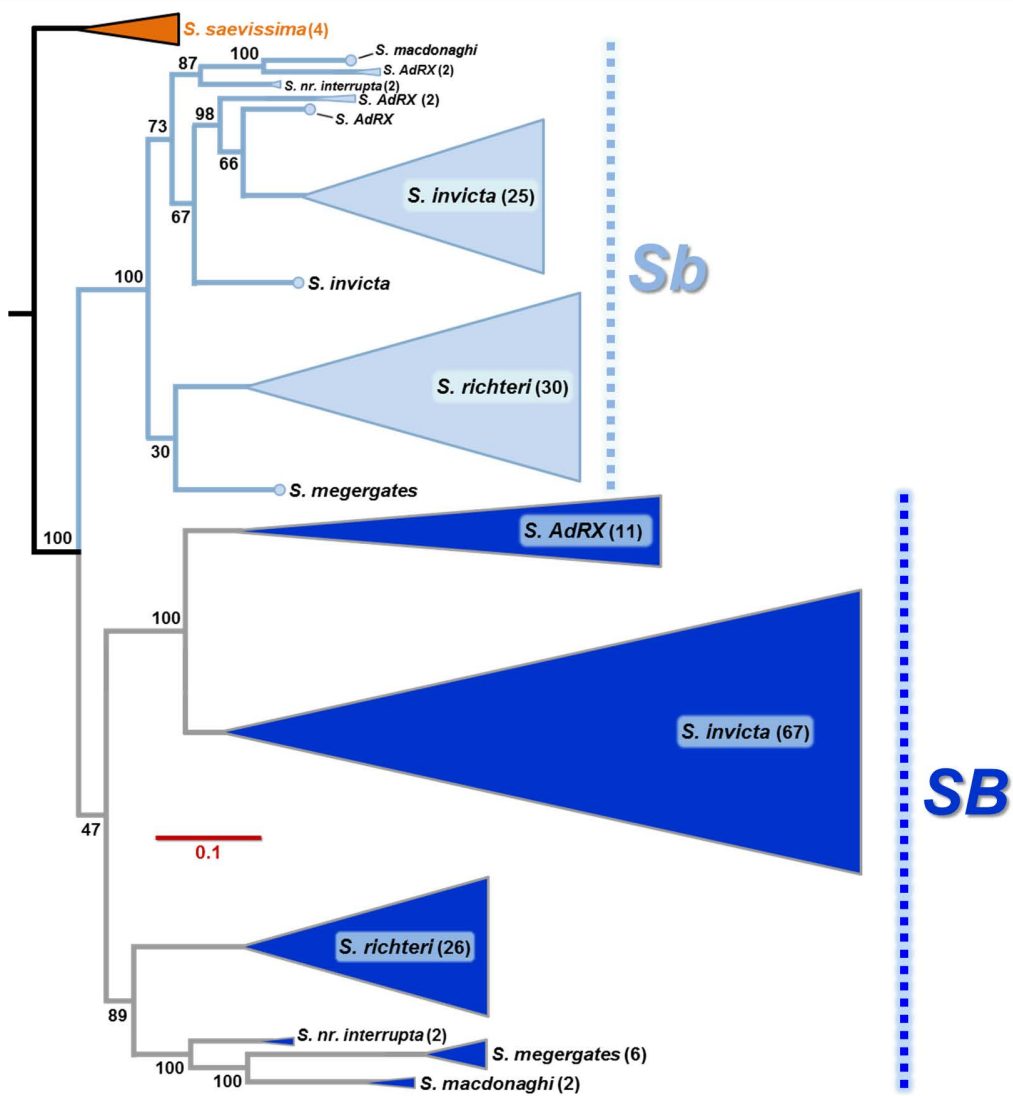 S. saevissima (4)
S. macdonaghi
100
87
S. AdRX (2)
S. nr. interrupta (2)
S. AdRX (2)
98
S. AdRX
73
66
S. invicta (25)
67
Sb
100
S. invicta
S. richteri (30)
30
S. megergates
S. AdRX (11)
100
100
S. invicta (67)
SB
47
0.1
S. richteri (26)
89
S. nr. interrupta (2)
S. megergates (6)
100
100
S. macdonaghi (2)